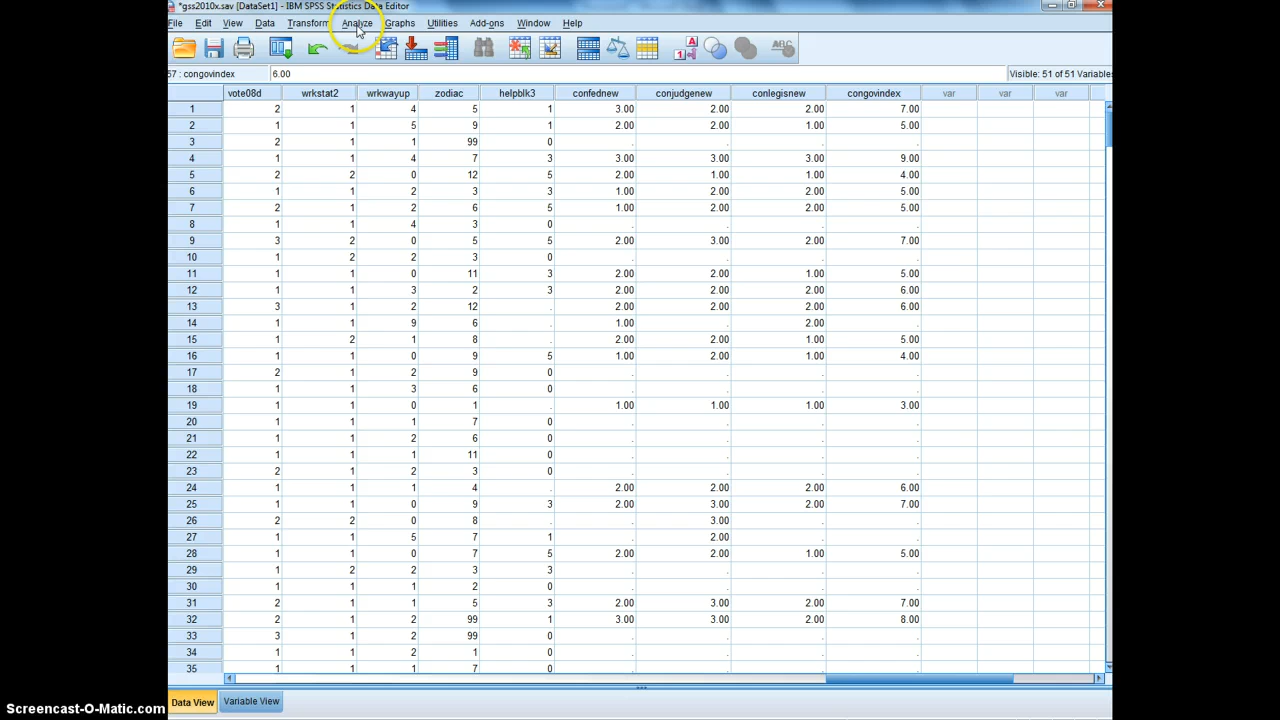 *gss2010x.sav [DataSet1] - IBM SPSS Statistics Data Editor
File Edit View Data Transform Analyze Graphs Utilities Add-ons Window Help
57 : congovindex 6.00 Visible: 51 of 51 Variables
vote08d wrkstat2 wrkwayup zodiac helpblk3 confednew conjudgenew conlegisnew congovindex var var var
1 2 1 4 5 1 3.00 2.00 2.00 7.00
2 1 1 5 9 1 2.00 2.00 1.00 5.00
3 2 1 1 99 0 . . . .
4 1 1 4 7 3 3.00 3.00 3.00 9.00
5 2 2 0 12 5 2.00 1.00 1.00 4.00
6 1 1 2 3 3 1.00 2.00 2.00 5.00
7 2 1 2 6 5 1.00 2.00 2.00 5.00
8 1 1 4 3 0 . . . .
9 3 2 0 5 5 2.00 3.00 2.00 7.00
10 1 2 2 3 0 . . . .
11 1 1 0 11 3 2.00 2.00 1.00 5.00
12 1 1 3 2 3 2.00 2.00 2.00 6.00
13 3 1 2 12 . 2.00 2.00 2.00 6.00
14 1 1 9 6 . 1.00 . 2.00 .
15 1 2 1 8 . 2.00 2.00 1.00 5.00
16 1 1 0 9 5 1.00 2.00 1.00 4.00
17 2 1 2 9 0 . . . .
18 1 1 3 6 0 . . . .
19 1 1 0 1 . 1.00 1.00 1.00 3.00
20 1 1 1 7 0 . . . .
21 1 1 2 6 0 . . . .
22 1 1 1 11 0 . . . .
23 2 1 2 3 0 . . . .
24 1 1 1 4 . 2.00 2.00 2.00 6.00
25 1 1 0 9 3 2.00 3.00 2.00 7.00
26 2 2 0 8 . . 3.00 . .
27 1 1 5 7 1 . 2.00 . .
28 1 1 0 7 5 2.00 2.00 1.00 5.00
29 1 2 2 3 3 . . . .
30 1 1 1 2 0 . . . .
31 2 1 1 5 3 2.00 3.00 2.00 7.00
32 2 1 2 99 1 3.00 3.00 2.00 8.00
33 3 1 2 99 0 . . . .
34 1 1 2 1 0 . . . .
35 1 1 1 7 0 . . . .
Data View Variable View
Screencast-O-Matic.com